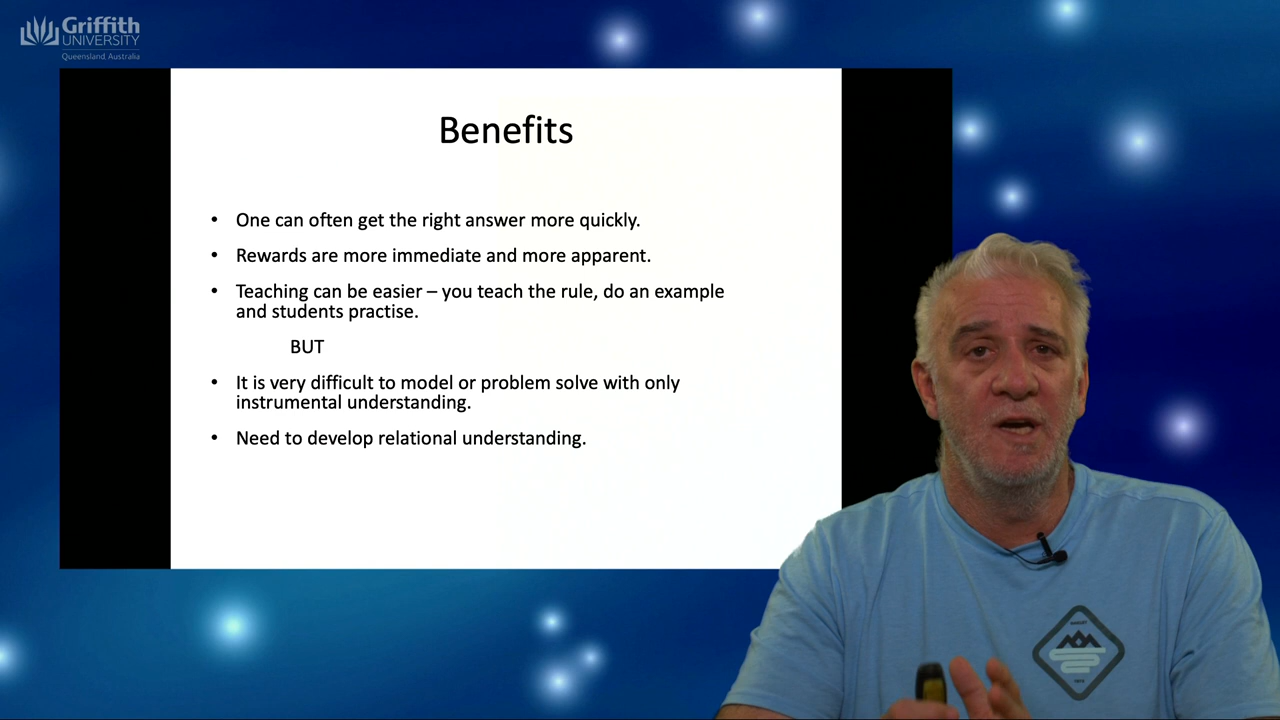 Griffith
UNIVERSITY
Queensland, Australia
Benefits
• One can often get the right answer more quickly.
• Rewards are more immediate and more apparent.
• Teaching can be easier – you teach the rule, do an example
and students practise.
BUT
• It is very difficult to model or problem solve with only
instrumental understanding.
• Need to develop relational understanding.